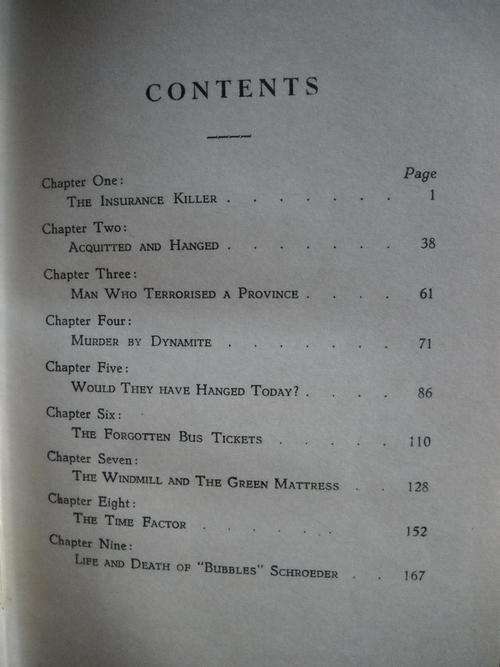 CONTENTS
Page
Chapter One:
THE INSURANCE KILLER . . . . . . . 1
Chapter Two:
ACQUITTED AND HANGED . . . . . . . 38
Chapter Three:
MAN WHO TERRORISED A PROVINCE . . . . 61
Chapter Four:
MURDER BY DYNAMITE . . . . . . . 71
Chapter Five:
WOULD THEY HAVE HANGED TODAY? . . . . 86
Chapter Six:
THE FORGOTTEN BUS TICKETS . . . . . 110
Chapter Seven:
THE WINDMILL AND THE GREEN MATTRESS . . 128
Chapter Eight:
THE TIME FACTOR . . . . . . 152
Chapter Nine:
LIFE AND DEATH OF "BUBBLES" SCHROEDER . . 167